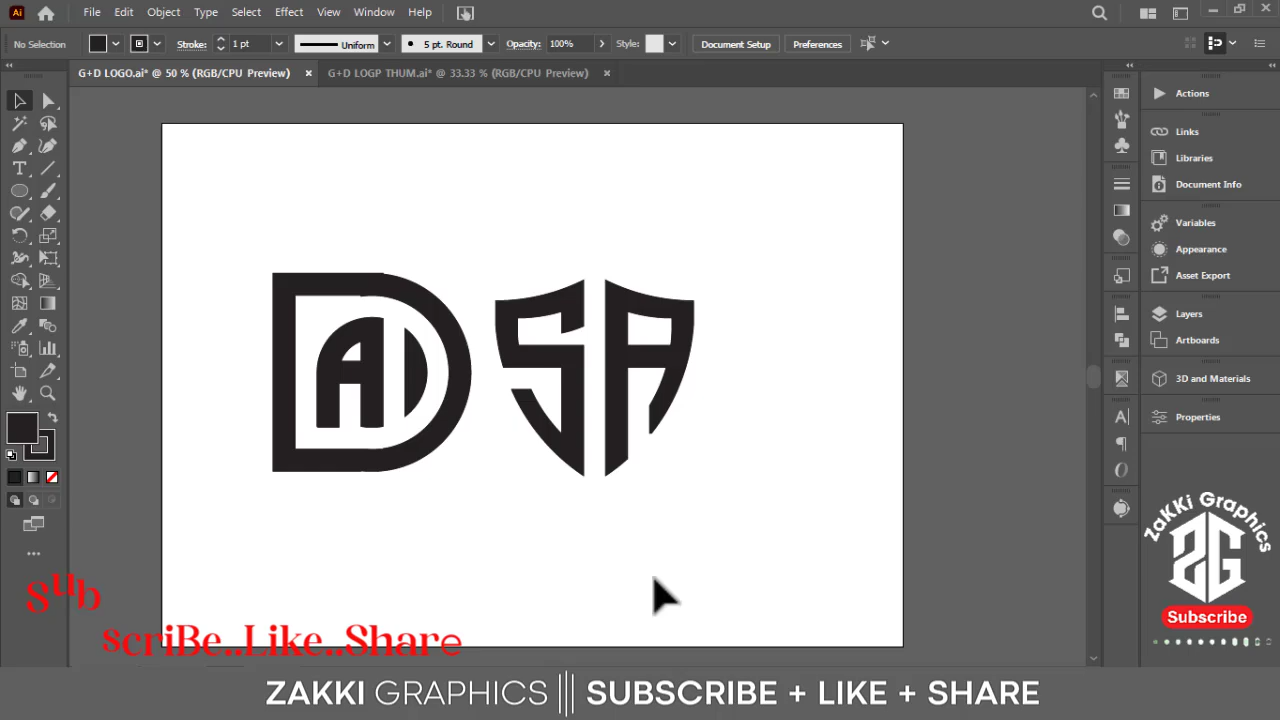 Ai File Edit Object Type Select Effect View Window Help
No Selection Stroke: 1 pt Uniform 5 pt. Round Opacity: 100% Style: Document Setup Preferences
G+D LOGO.ai* @ 50 % (RGB/CPU Preview) × G+D LOGP THUM.ai* @ 33.33 % (RGB/CPU Preview) ×
Actions
Links
Libraries
Document Info
Variables
Appearance
Asset Export
Layers
Artboards
3D and Materials
Properties
AD SA
ZaKKi Graphics
ZG
Subscribe
Sub
scriBe..Like..Share
ZAKKI GRAPHICS ||| SUBSCRIBE + LIKE + SHARE